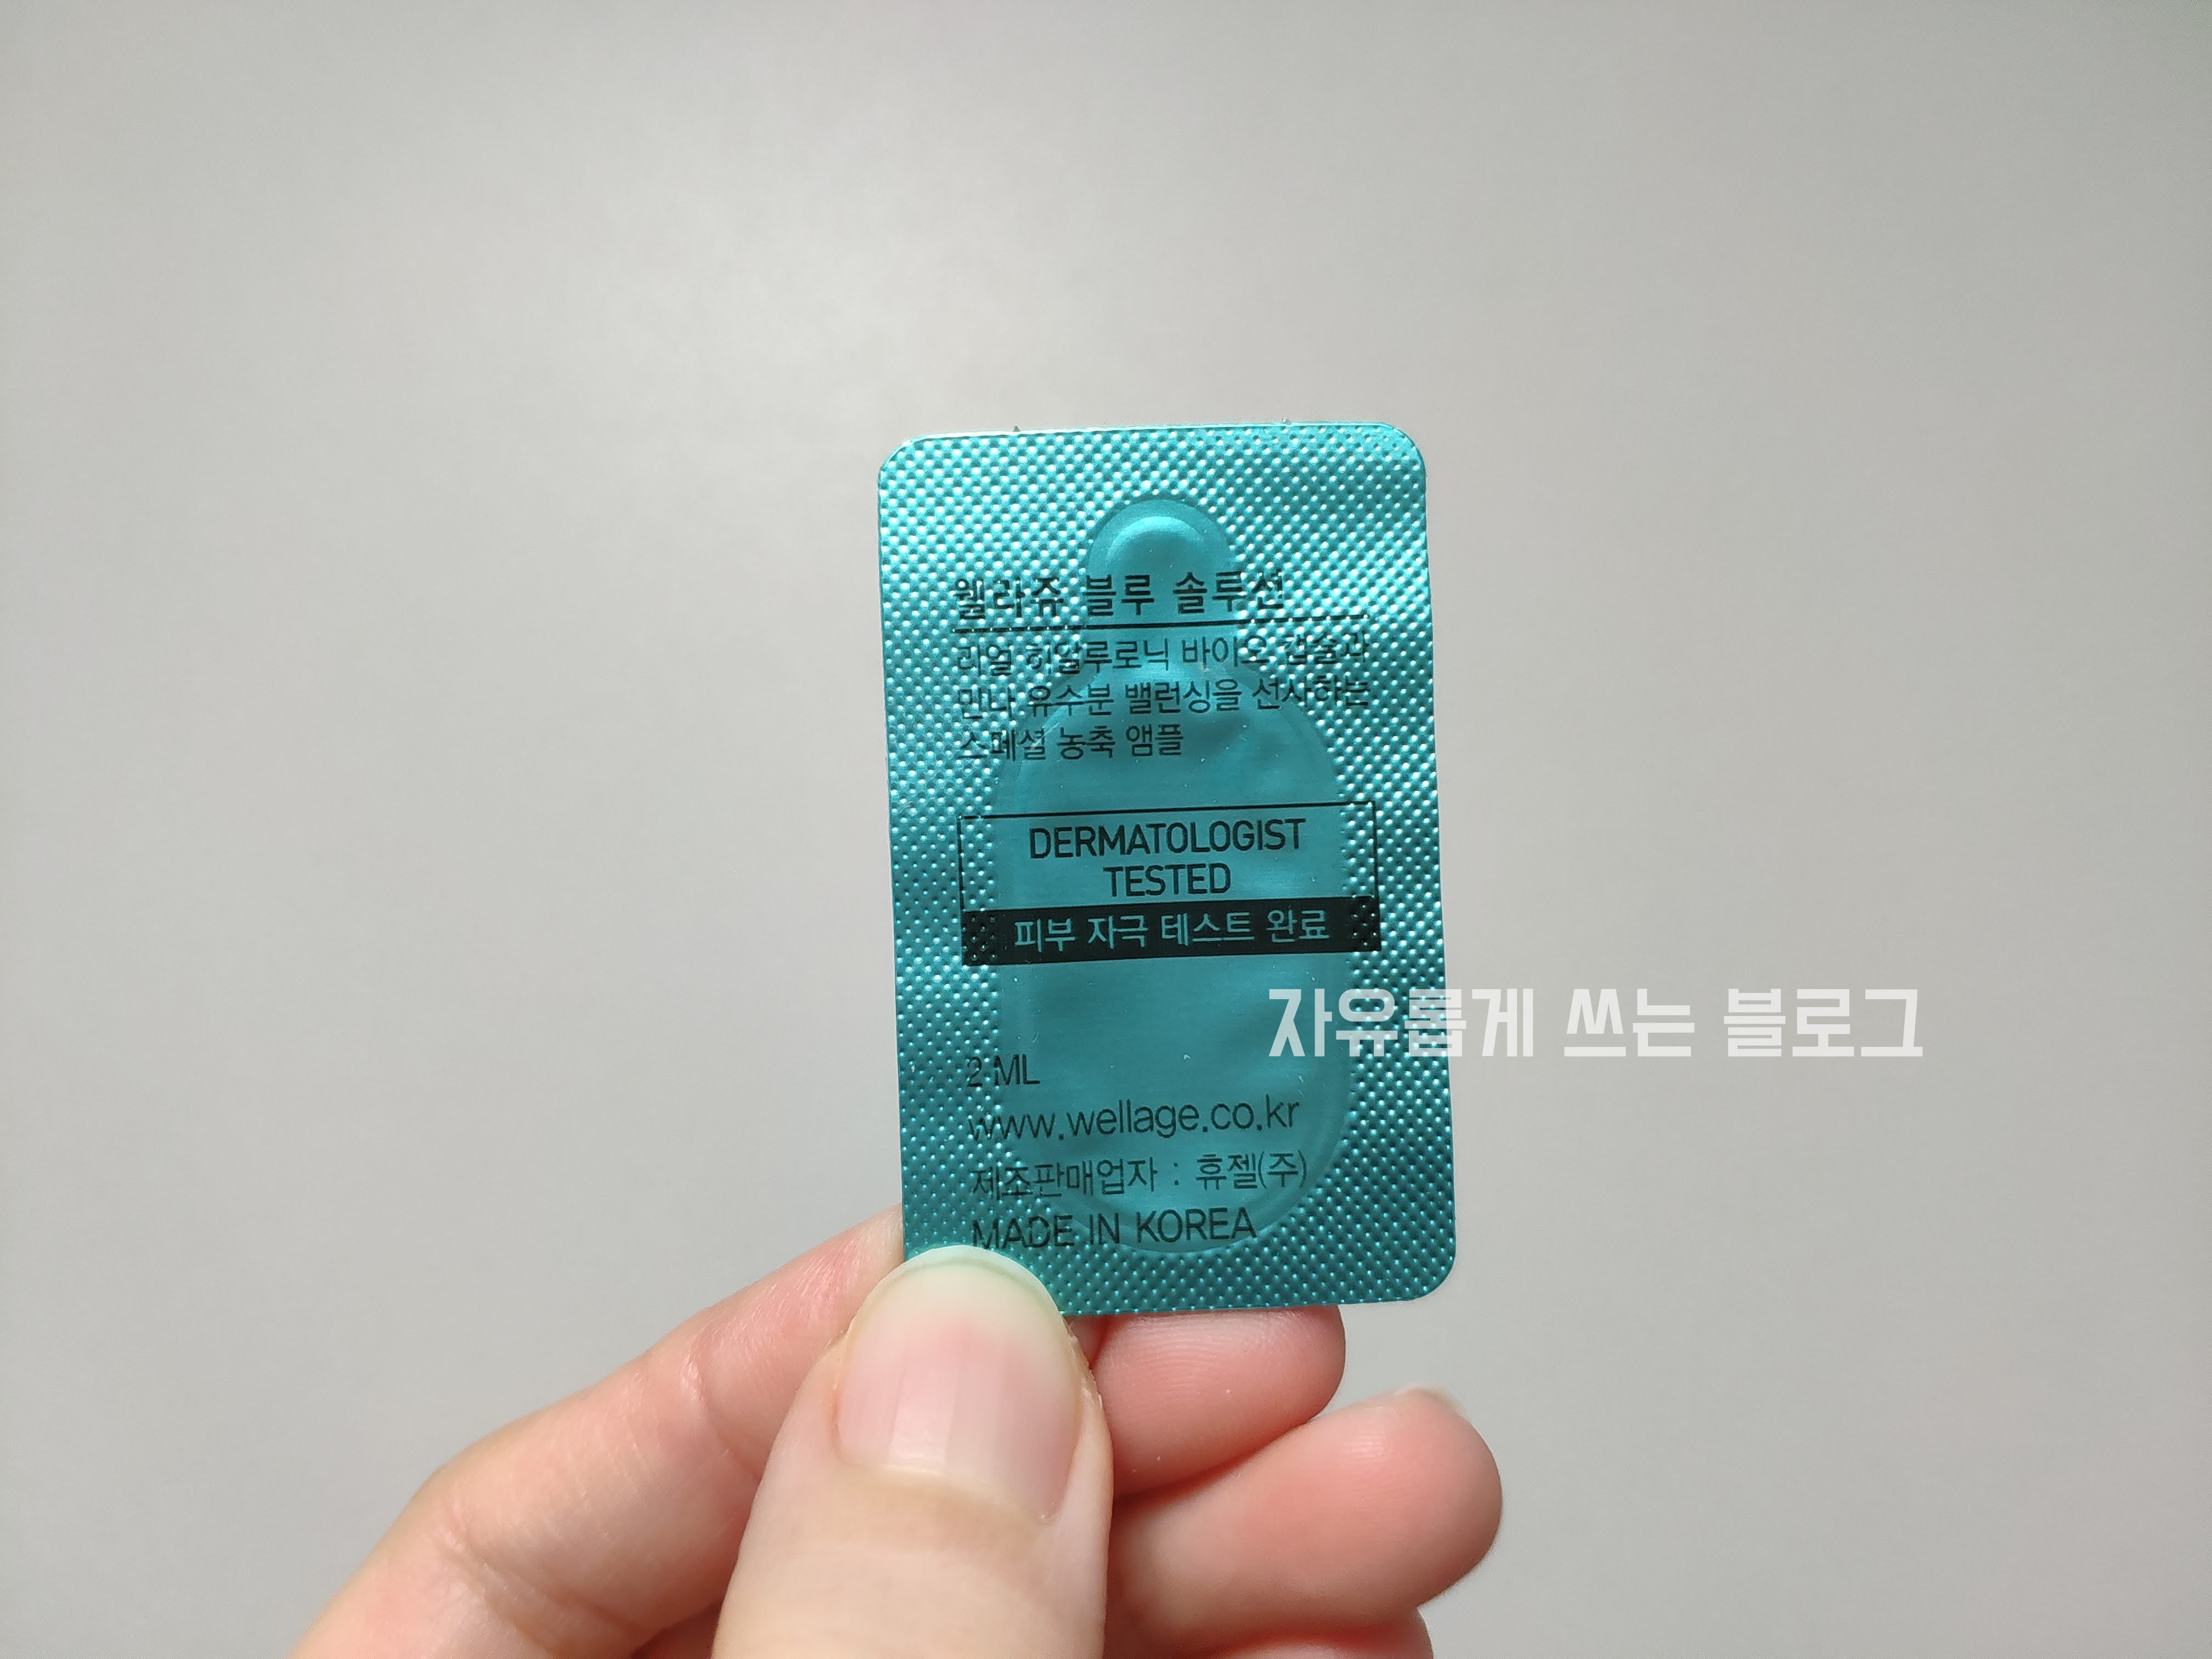 웰라쥬 블루 솔루션
리얼 히알루로닉 바이오 캡슐과
만나 유수분 밸런싱을 선사하는
스페셜 농축 앰플
DERMATOLOGIST
TESTED
피부 자극 테스트 완료
자유롭게 쓰는 블로그
2 ML
www.wellage.co.kr
제조판매업자 : 휴젤(주)
MADE IN KOREA